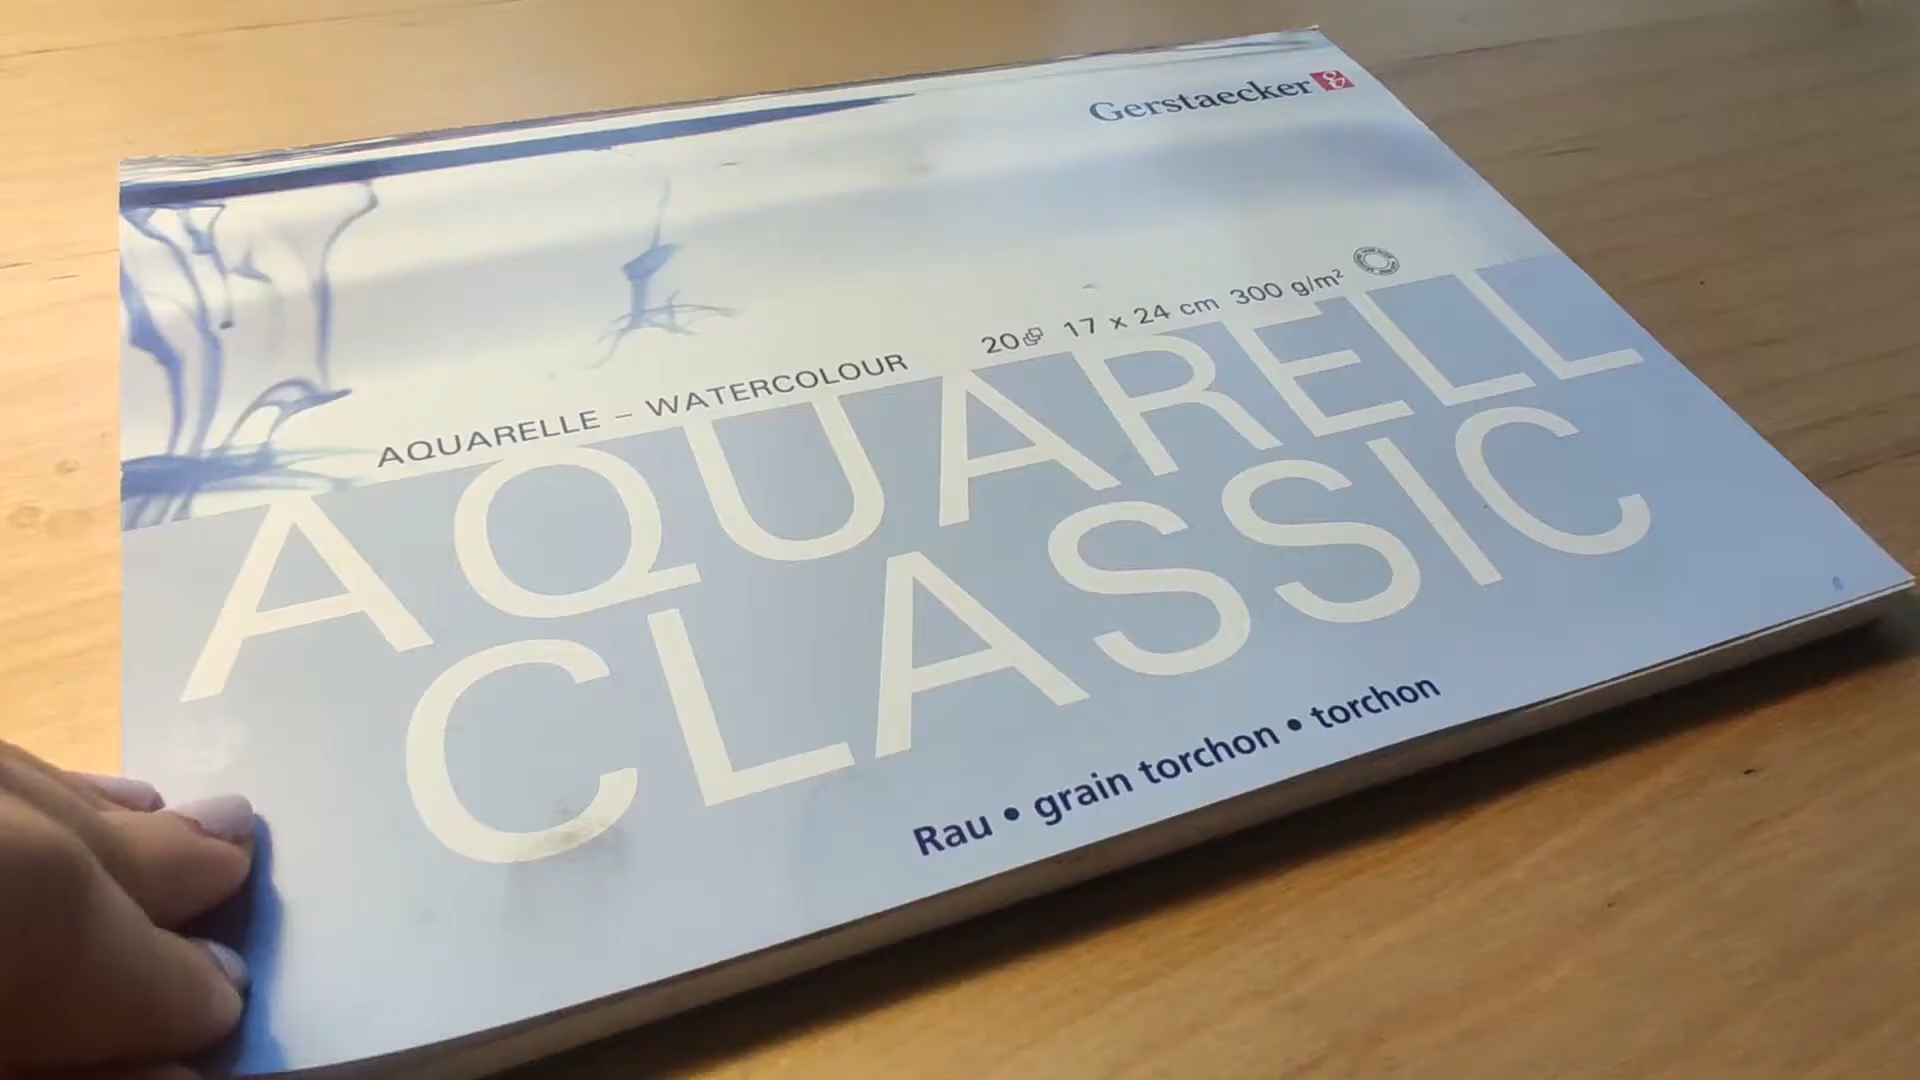 Gerstaecker
AQUARELLE – WATERCOLOUR 20 17 x 24 cm 300 g/m²
AQUARELL
CLASSIC
Rau • grain torchon • torchon